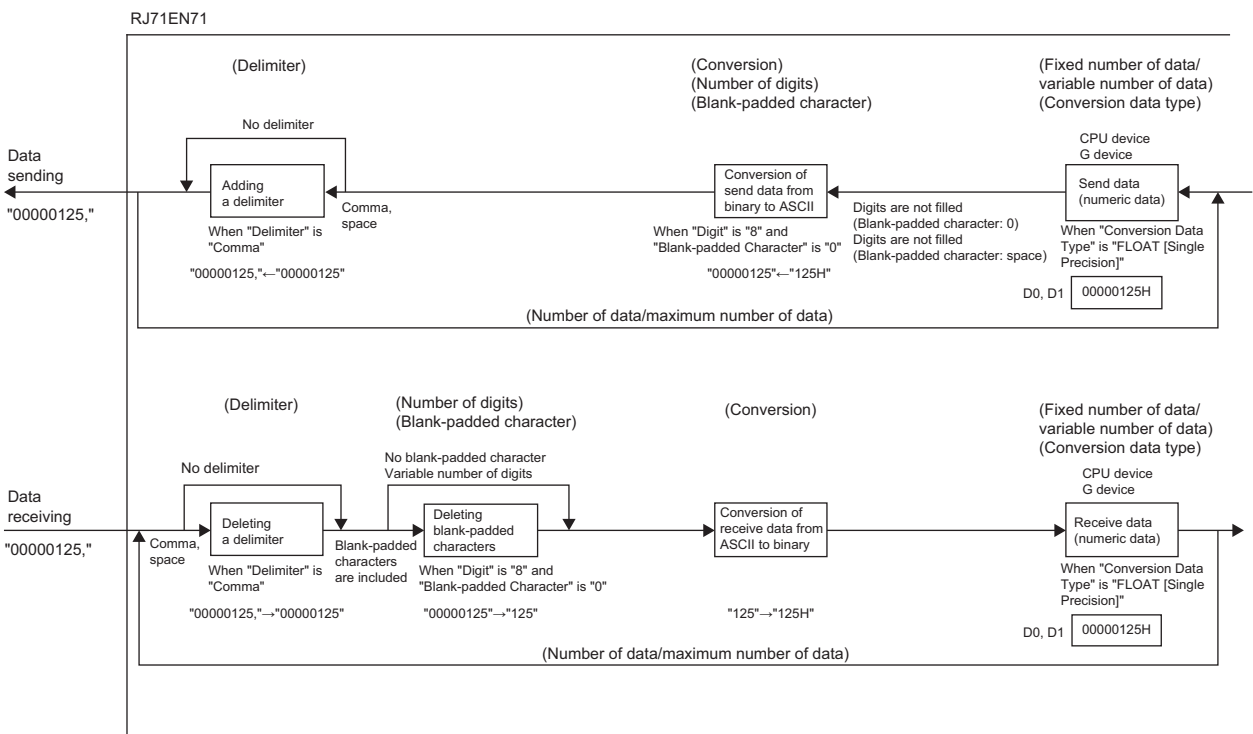 RJ71EN71
(Delimiter)
(Conversion)
(Number of digits)
(Blank-padded character)
(Fixed number of data/
variable number of data)
(Conversion data type)
No delimiter
CPU device
G device
Data
sending
"00000125,"
Adding
a delimiter
Comma,
space
Conversion of
send data from
binary to ASCII
Digits are not filled
(Blank-padded character: 0)
Digits are not filled
(Blank-padded character: space)
Send data
(numeric data)
When "Delimiter" is
"Comma"
When "Digit" is "8" and
"Blank-padded Character" is "0"
When "Conversion Data
Type" is "FLOAT [Single
Precision]"
"00000125,"←"00000125"
"00000125"←"125H"
D0, D1
00000125H
(Number of data/maximum number of data)
(Delimiter)
(Number of digits)
(Blank-padded character)
(Conversion)
(Fixed number of data/
variable number of data)
(Conversion data type)
No delimiter
No blank-padded character
Variable number of digits
CPU device
G device
Data
receiving
"00000125,"
Comma,
space
Deleting
a delimiter
Blank-padded
characters
are included
Deleting
blank-padded
characters
Conversion of
receive data from
ASCII to binary
Receive data
(numeric data)
When "Delimiter" is
"Comma"
When "Digit" is "8" and
"Blank-padded Character" is "0"
When "Conversion Data
Type" is "FLOAT [Single
Precision]"
"00000125,"→"00000125"
"00000125"→"125"
"125"→"125H"
D0, D1
00000125H
(Number of data/maximum number of data)